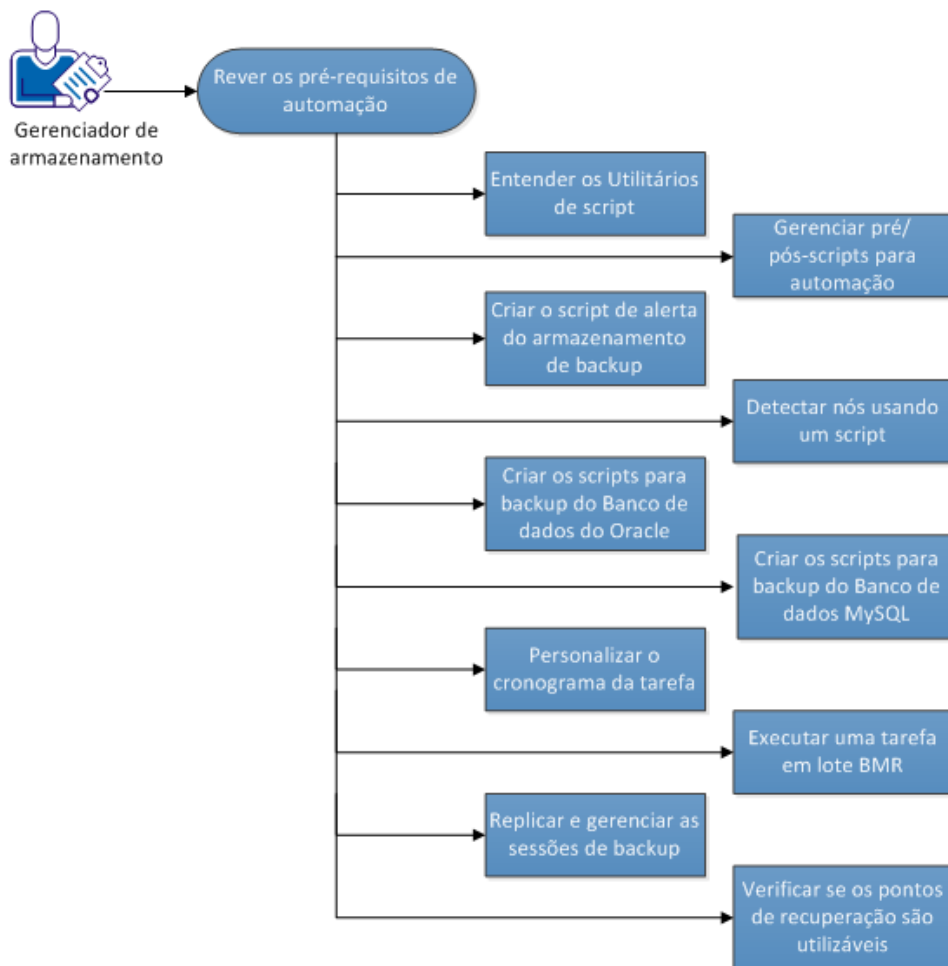 Gerenciador de
armazenamento
Rever os pré-requisitos de
automação
Entender os Utilitários
de script
Gerenciar pré/
pós-scripts para
automação
Criar o script de alerta
do armazenamento
de backup
Detectar nós usando
um script
Criar os scripts para
backup do Banco de
dados do Oracle
Criar os scripts para
backup do Banco de
dados MySQL
Personalizar o
cronograma da tarefa
Executar uma tarefa
em lote BMR
Replicar e gerenciar as
sessões de backup
Verificar se os pontos
de recuperação são
utilizáveis